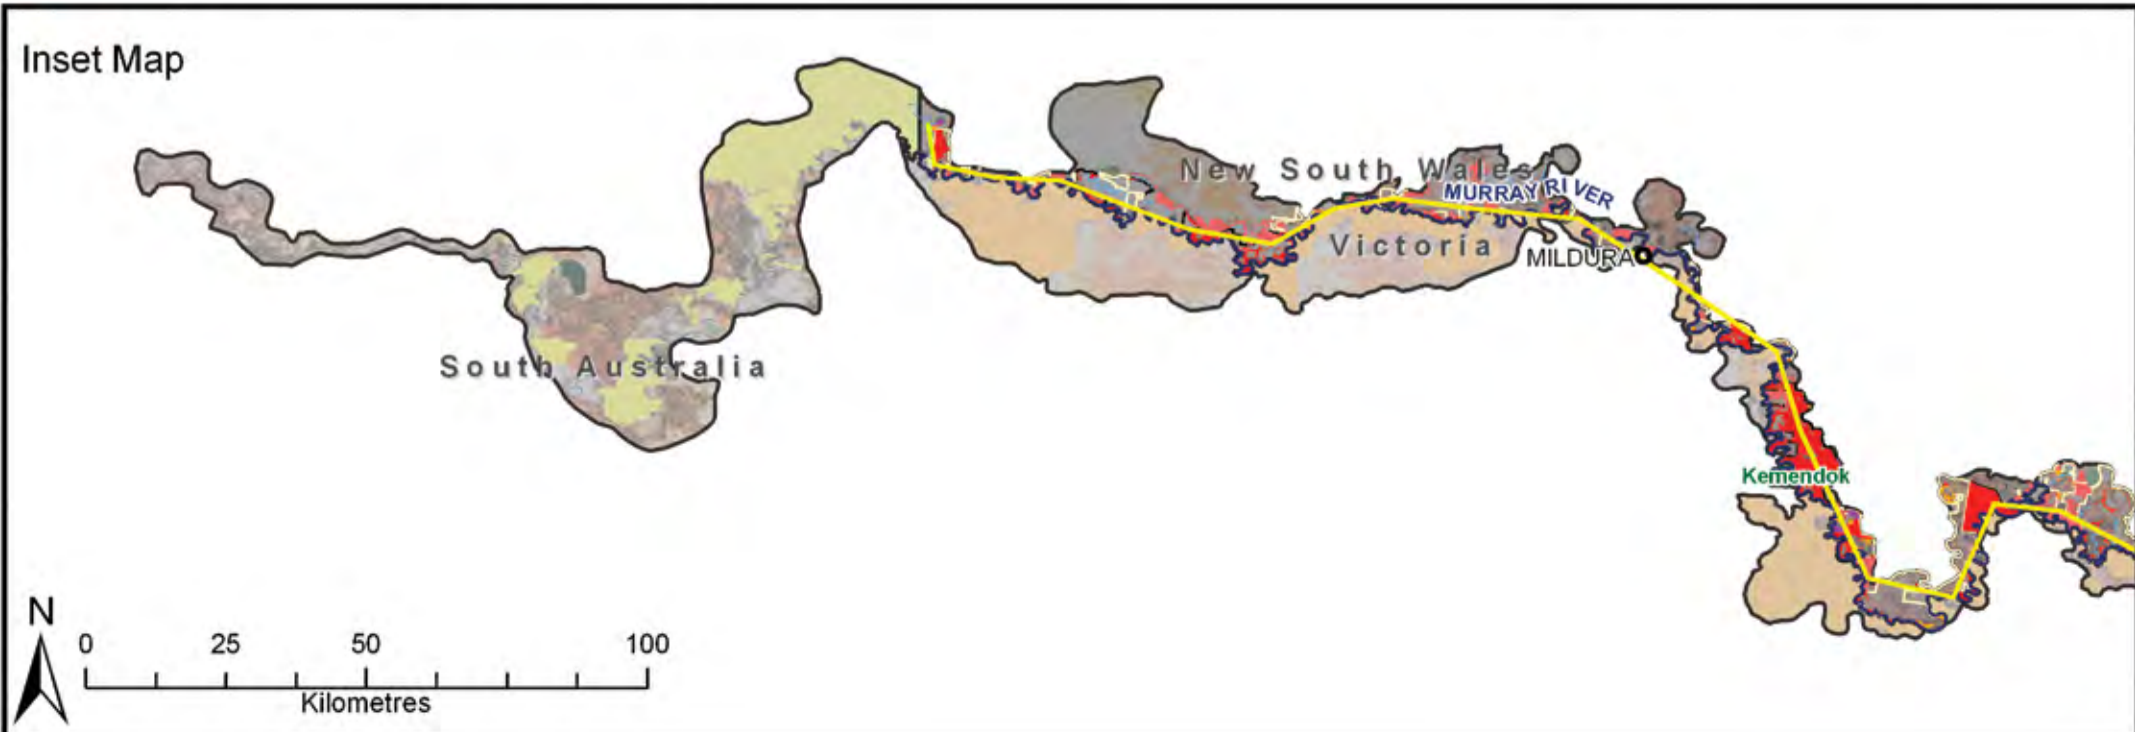 Inset Map
New South Wales
MURRAY RIVER
Victoria
MILDURA
South Australia
Kemendok
N
0 25 50 100
Kilometres